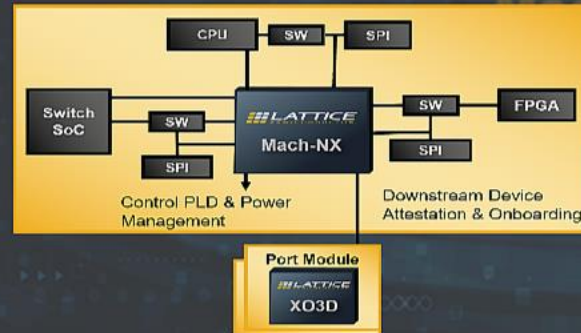 CPU
SW
SPI
Switch
SoC
SW
SPI
LATTICE
Mach-NX
SW
FPGA
SPI
Control PLD & Power
Management
Downstream Device
Attestation & Onboarding
Port Module
LATTICE
XO3D